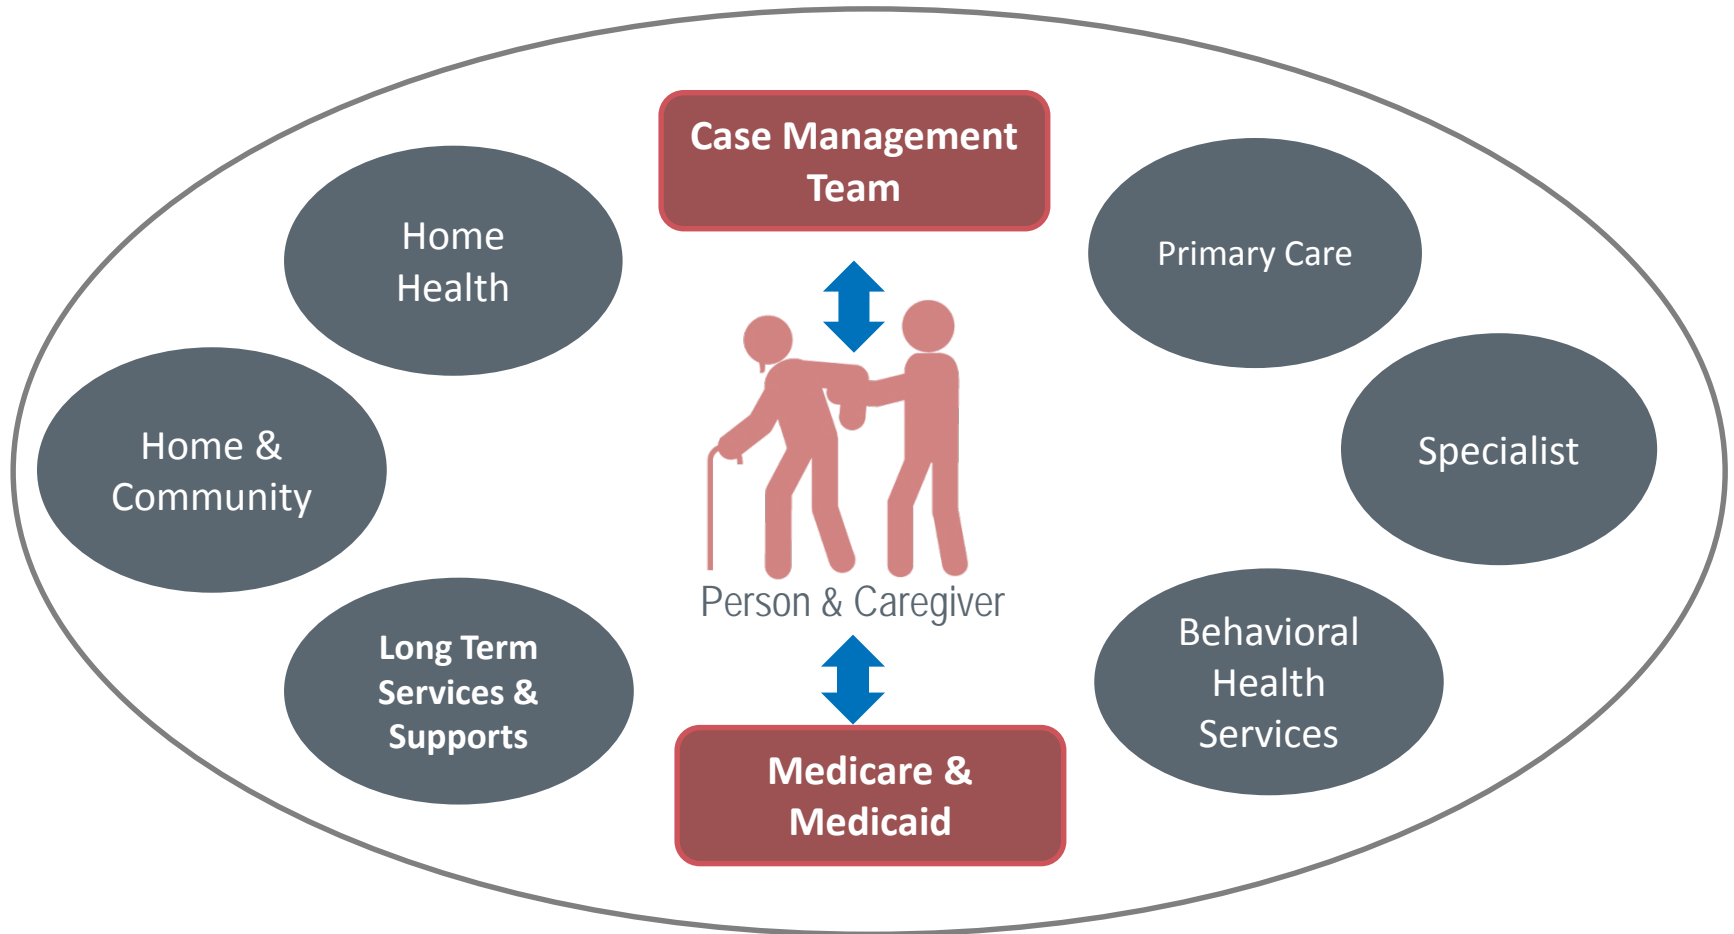 Case Management
Team
Home
Health
Primary Care
Home &
Community
Specialist
Person & Caregiver
Long Term
Services &
Supports
Behavioral
Health
Services
Medicare &
Medicaid